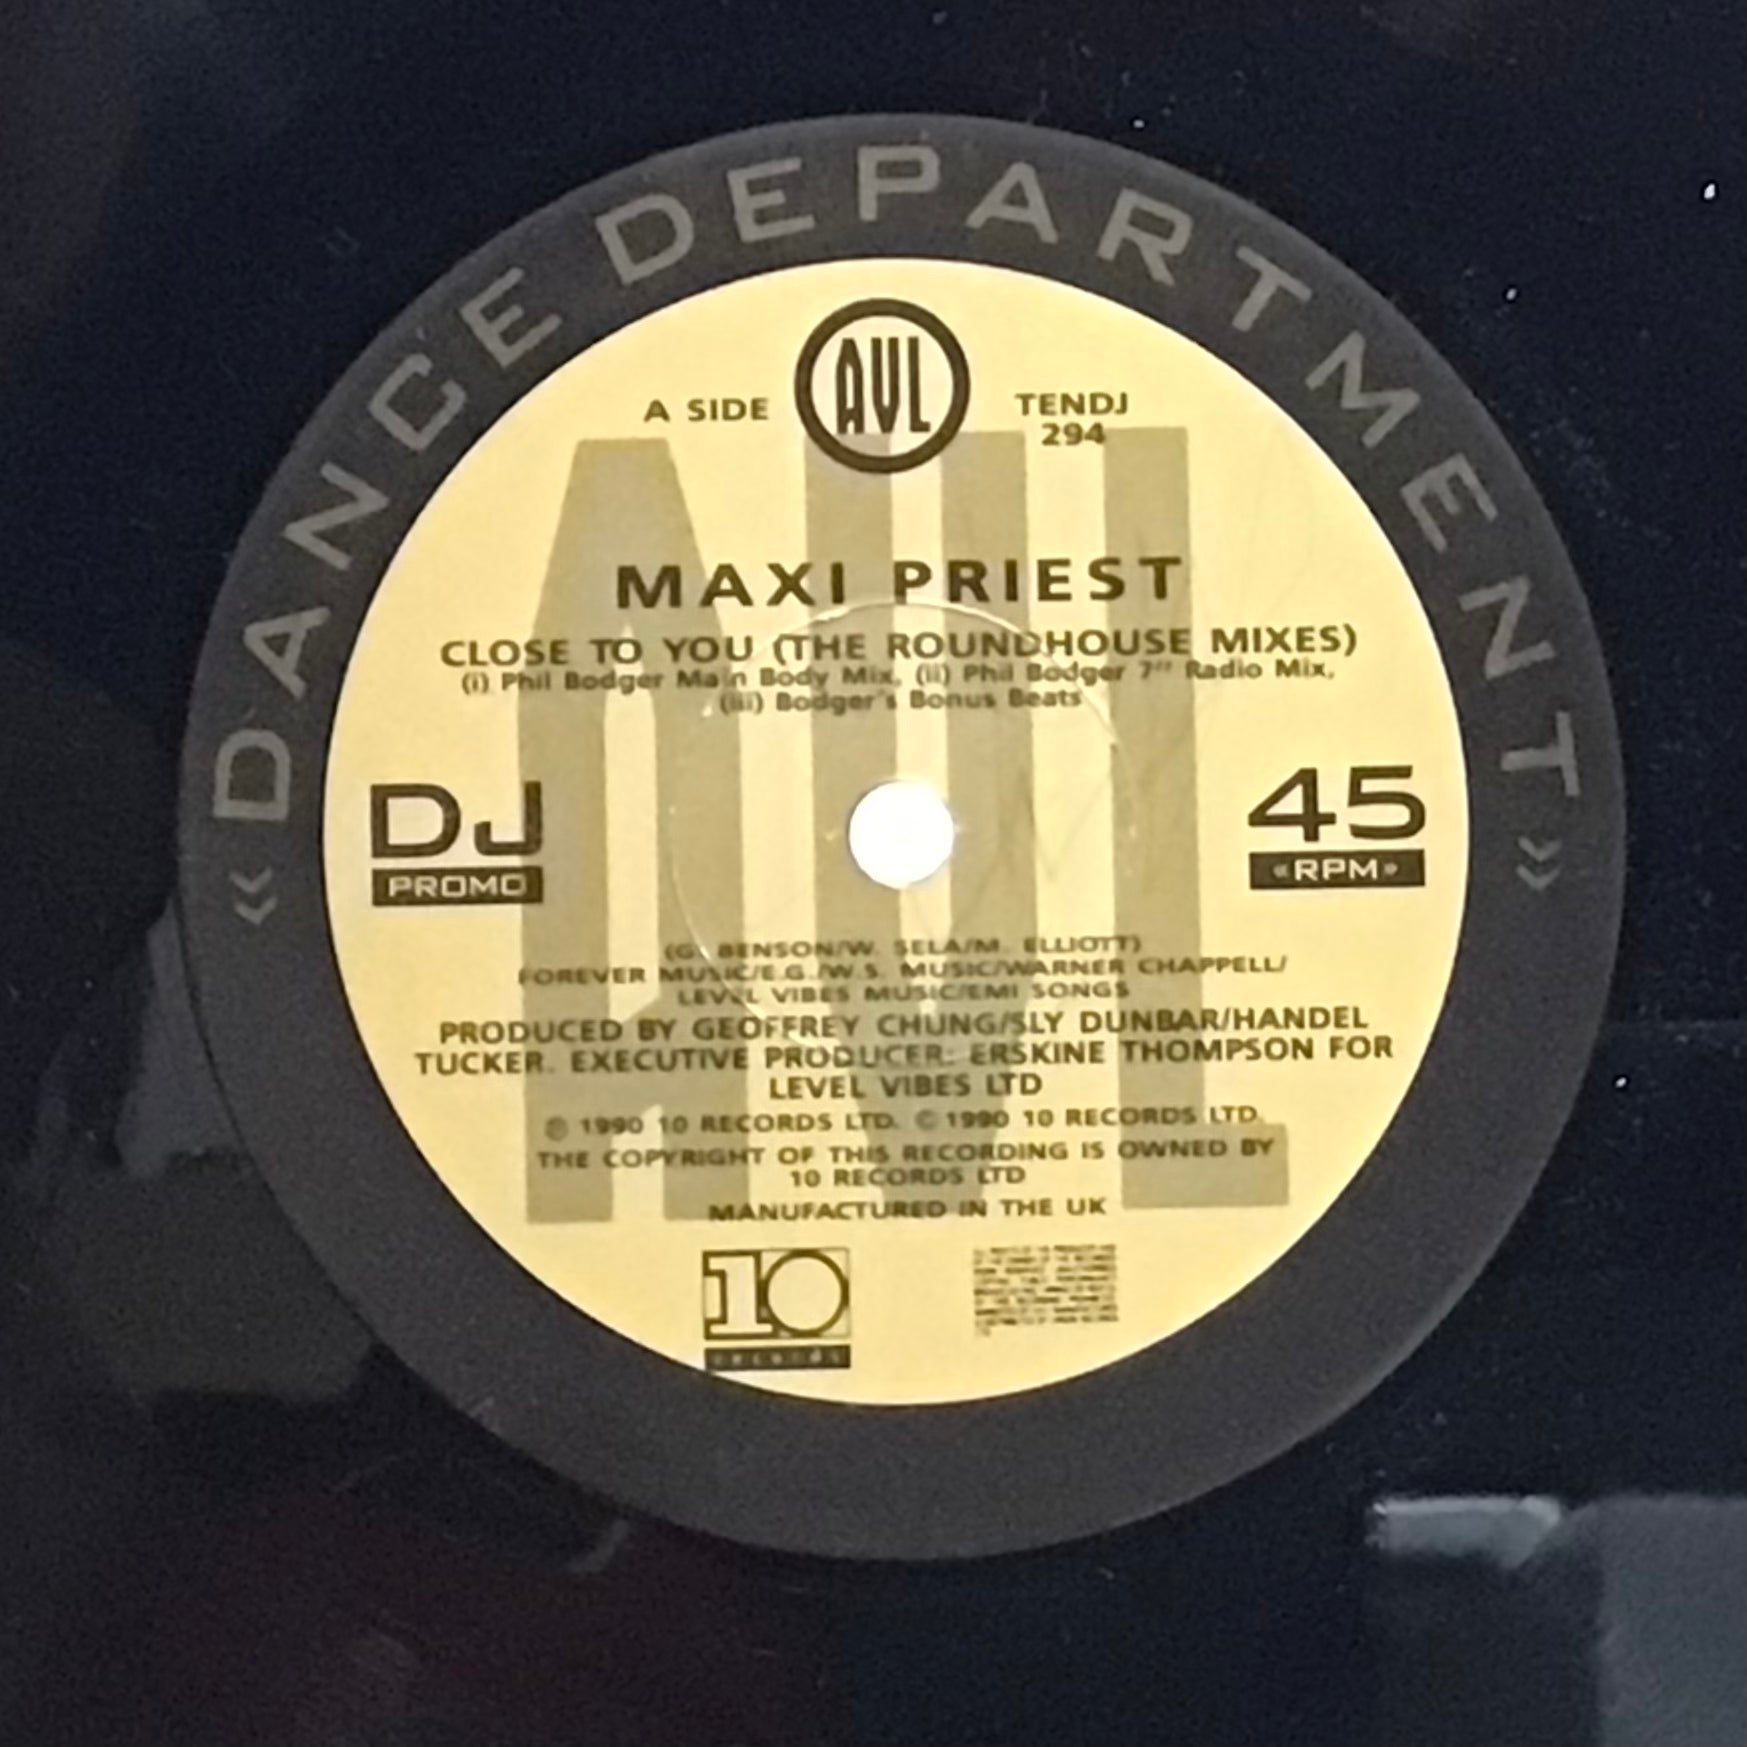 « DANCE DEPARTMENT »
AVL
A SIDE
TENDJ
294
AVL
MAXI PRIEST
CLOSE TO YOU (THE ROUNDHOUSE MIXES)
(i) Phil Bodger Main Body Mix, (ii) Phil Bodger 7" Radio Mix,
(iii) Bodger's Bonus Beats
DJ
PROMO
45
«RPM»
(G. BENSON/W. SELA/M. ELLIOTT)
FOREVER MUSIC/E.G./W.S. MUSIC/WARNER CHAPPELL/
LEVEL VIBES MUSIC/EMI SONGS
PRODUCED BY GEOFFREY CHUNG/SLY DUNBAR/HANDEL
TUCKER. EXECUTIVE PRODUCER: ERSKINE THOMPSON FOR
LEVEL VIBES LTD
℗ 1990 10 RECORDS LTD. © 1990 10 RECORDS LTD.
THE COPYRIGHT OF THIS RECORDING IS OWNED BY
10 RECORDS LTD
MANUFACTURED IN THE UK
10
records